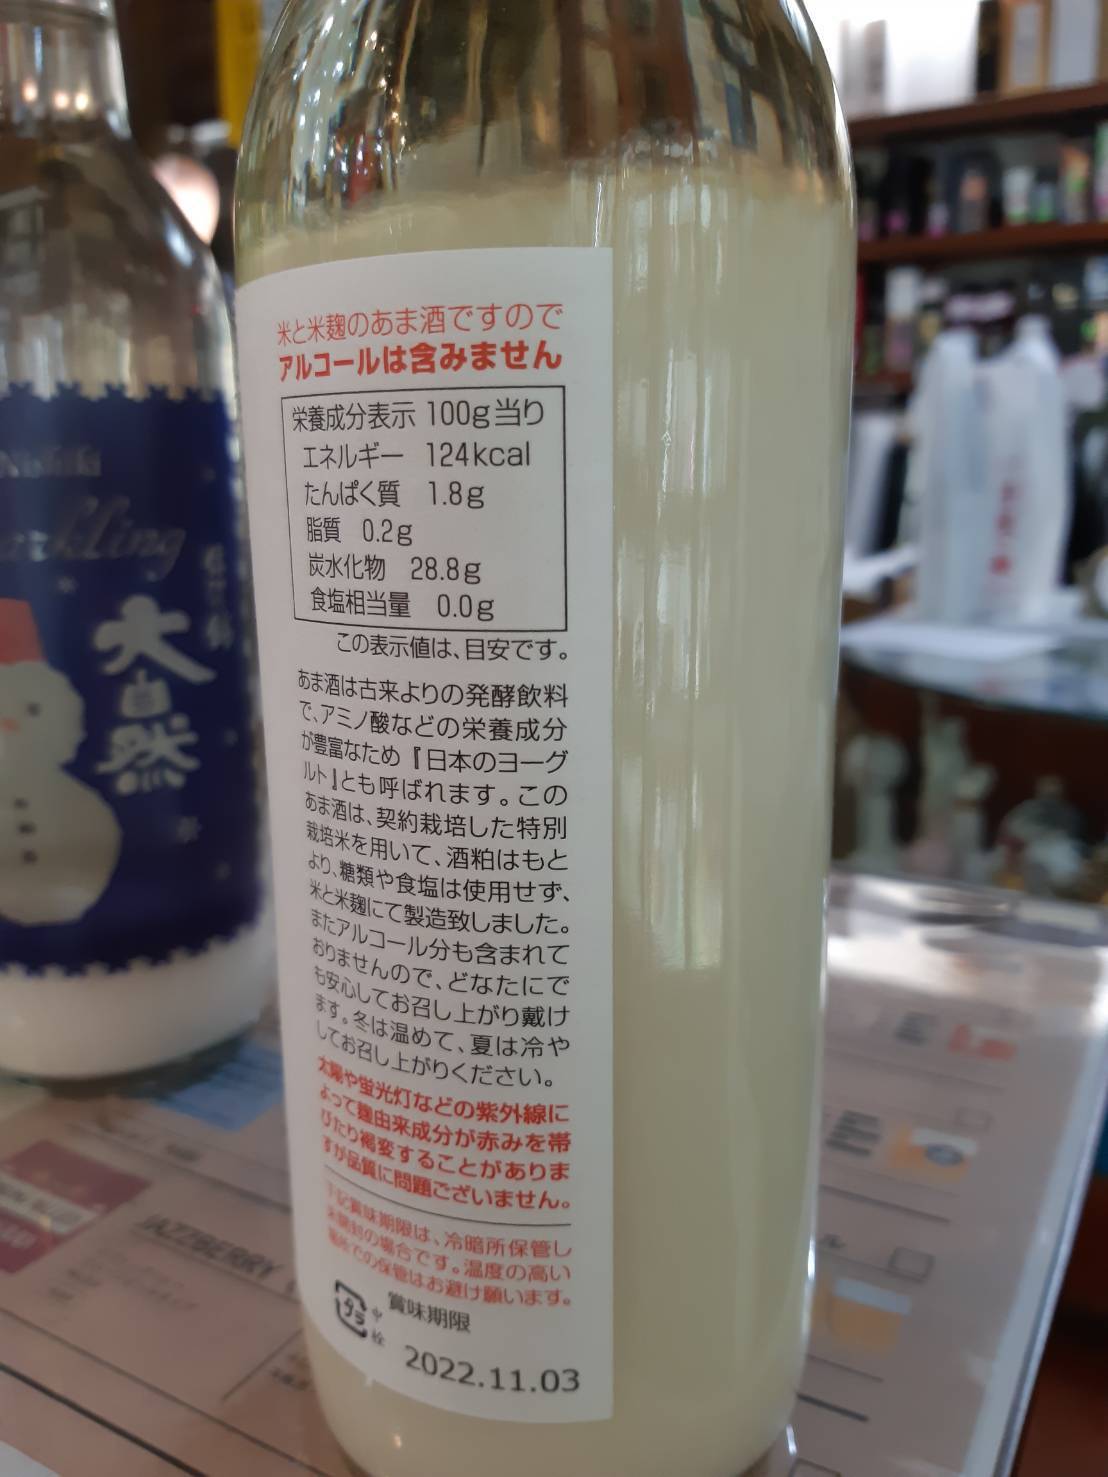 米と米麹のあま酒ですので
アルコールは含みません
栄養成分表示 100g当り
エネルギー 124kcal
たんぱく質 1.8g
脂質 0.2g
炭水化物 28.8g
食塩相当量 0.0g
この表示値は、目安です。
あま酒は古来よりの発酵飲料
で、アミノ酸などの栄養成分
が豊富なため『日本のヨーグ
ルト』とも呼ばれます。この
あま酒は、契約栽培した特別
栽培米を用いて、酒粕はもと
より、糖類や食塩は使用せず、
米と米麹にて製造致しました。
またアルコール分も含まれて
おりませんので、どなたにで
も安心してお召し上がり戴け
ます。冬は温めて、夏は冷や
してお召し上がりください。
太陽や蛍光灯などの紫外線に
よって麹由来成分が赤みを帯
びたり褐変することがありま
すが品質に問題ございません。
下記賞味期限は、冷暗所保管し
未開封の場合です。温度の高い
場所での保管はお避け願います。
プラ 中栓
賞味期限
2022.11.03
Nishiki
大自然
JAZZBERRY